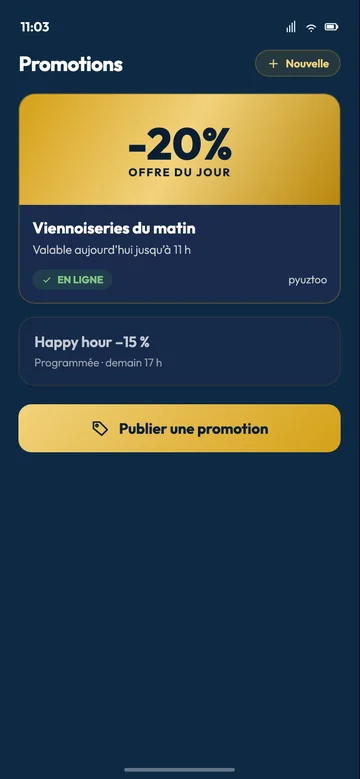 11:03
Promotions
+ Nouvelle
-20%
OFFRE DU JOUR
Viennoiseries du matin
Valable aujourd'hui jusqu'à 11 h
EN LIGNE
pyuztoo
Happy hour −15 %
Programmée · demain 17 h
Publier une promotion